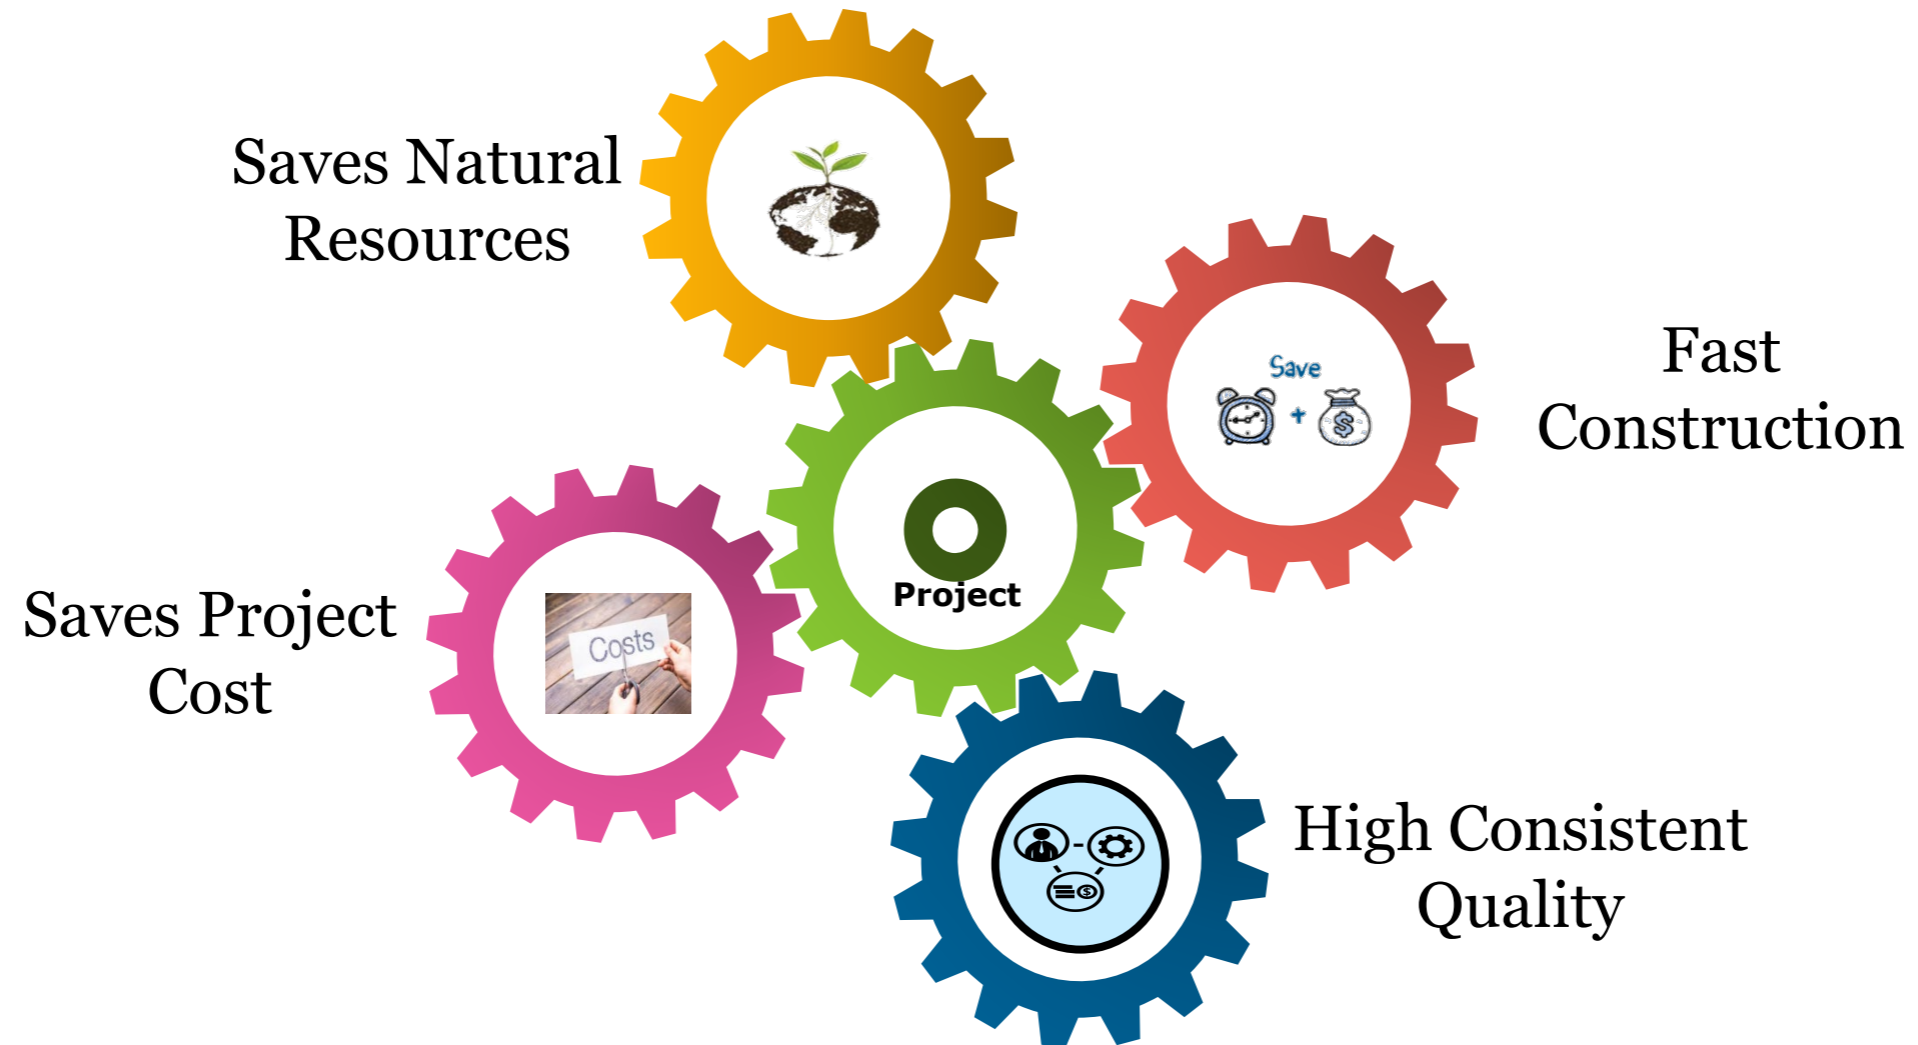 Saves Natural
Resources
Save
Fast
Construction
Project
Saves Project
Cost
Costs
High Consistent
Quality